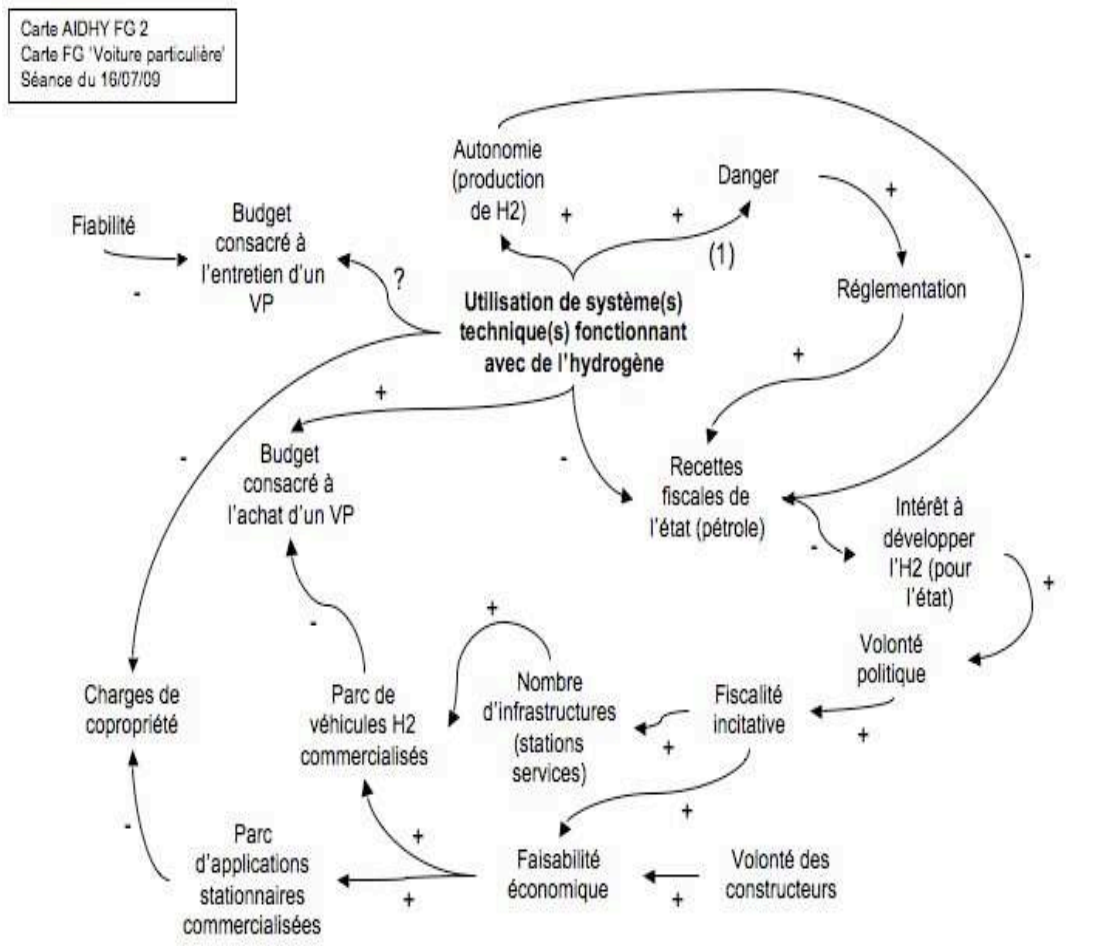 Carte AIDHY FG 2
Carte FG 'Voiture particulière'
Séance du 16/07/09
Autonomie
(production
de H2)
+
+
(1)
Danger
+
-
Fiabilité
-
Budget
consacré à
l'entretien d'un
VP
?
Utilisation de système(s)
technique(s) fonctionnant
avec de l'hydrogène
Réglementation
+
+
-
-
Budget
consacré à
l'achat d'un VP
Recettes
fiscales de
l'état (pétrole)
-
Intérêt à
développer
l'H2 (pour
l'état)
+
-
+
Volonté
politique
Charges de
copropriété
Parc de
véhicules H2
commercialisés
Nombre
d'infrastructures
(stations
services)
+
Fiscalité
incitative
+
+
-
Parc
d'applications
stationnaires
commercialisées
+
+
Faisabilité
économique
+
Volonté des
constructeurs